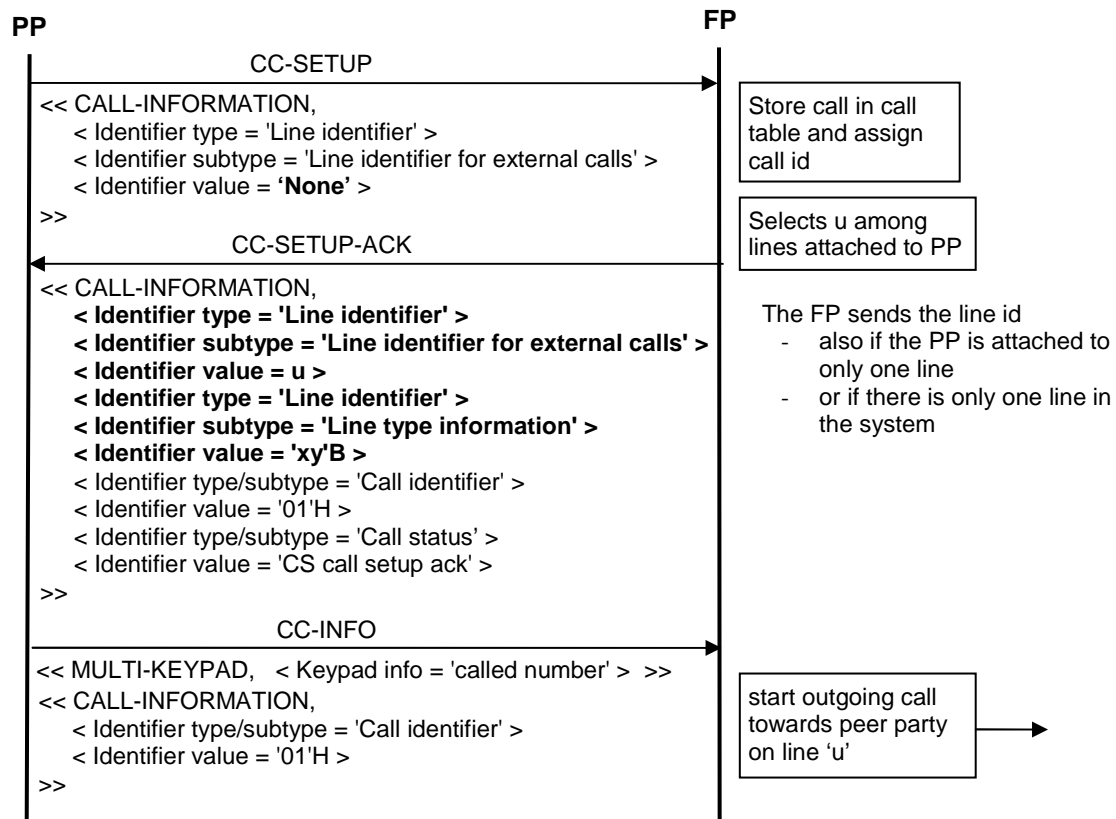 PP
FP
CC-SETUP
<< CALL-INFORMATION,
< Identifier type = 'Line identifier' >
< Identifier subtype = 'Line identifier for external calls' >
< Identifier value = ‘None’ >
>>
Store call in call
table and assign
call id
Selects u among
lines attached to PP
CC-SETUP-ACK
<< CALL-INFORMATION,
< Identifier type = 'Line identifier' >
< Identifier subtype = 'Line identifier for external calls' >
< Identifier value = u >
< Identifier type = 'Line identifier' >
< Identifier subtype = 'Line type information' >
< Identifier value = 'xy'B >
< Identifier type/subtype = 'Call identifier' >
< Identifier value = '01'H >
< Identifier type/subtype = 'Call status’ >
< Identifier value = 'CS call setup ack' >
>>
The FP sends the line id
- also if the PP is attached to
only one line
- or if there is only one line in
the system
CC-INFO
<< MULTI-KEYPAD, < Keypad info = 'called number' > >>
<< CALL-INFORMATION,
< Identifier type/subtype = 'Call identifier' >
< Identifier value = '01'H >
>>
start outgoing call
towards peer party
on line ‘u’